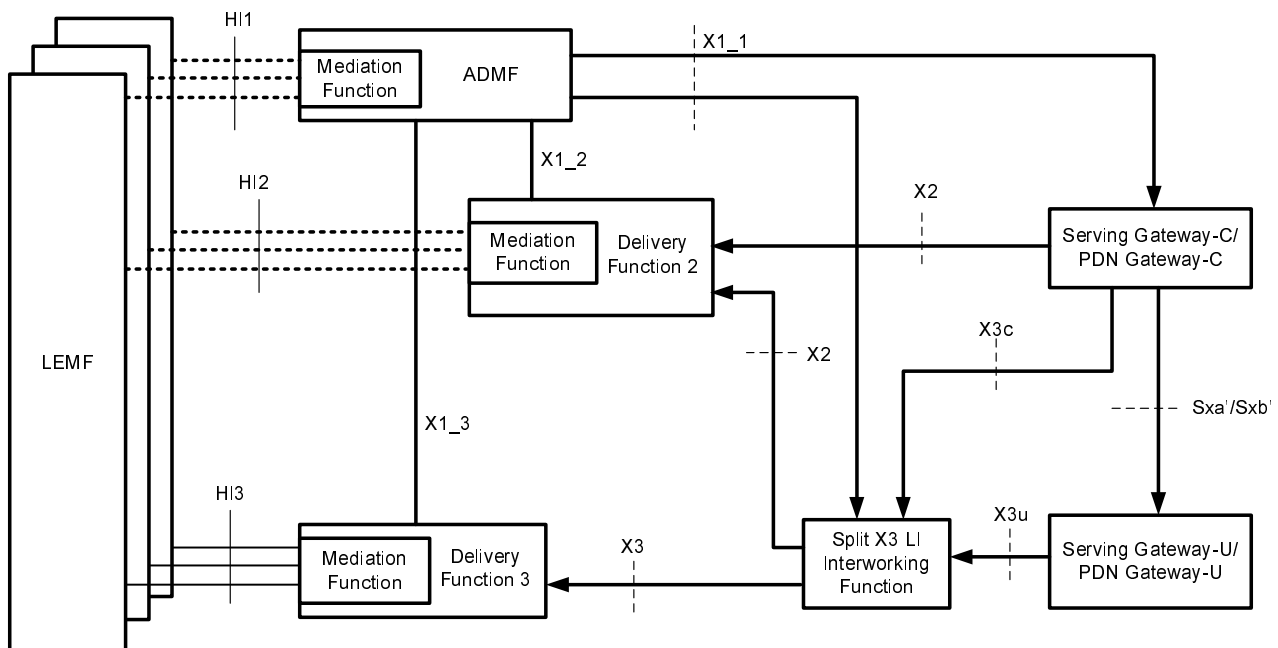 HI1
X1_1
Mediation
Function
ADMF
X1_2
HI2
X2
Mediation
Function
Delivery
Function 2
Serving Gateway-C/
PDN Gateway-C
X3c
X2
LEMF
Sxa'/Sxb'
X1_3
HI3
X3
X3u
Mediation
Function
Delivery
Function 3
Split X3 LI
Interworking
Function
Serving Gateway-U/
PDN Gateway-U